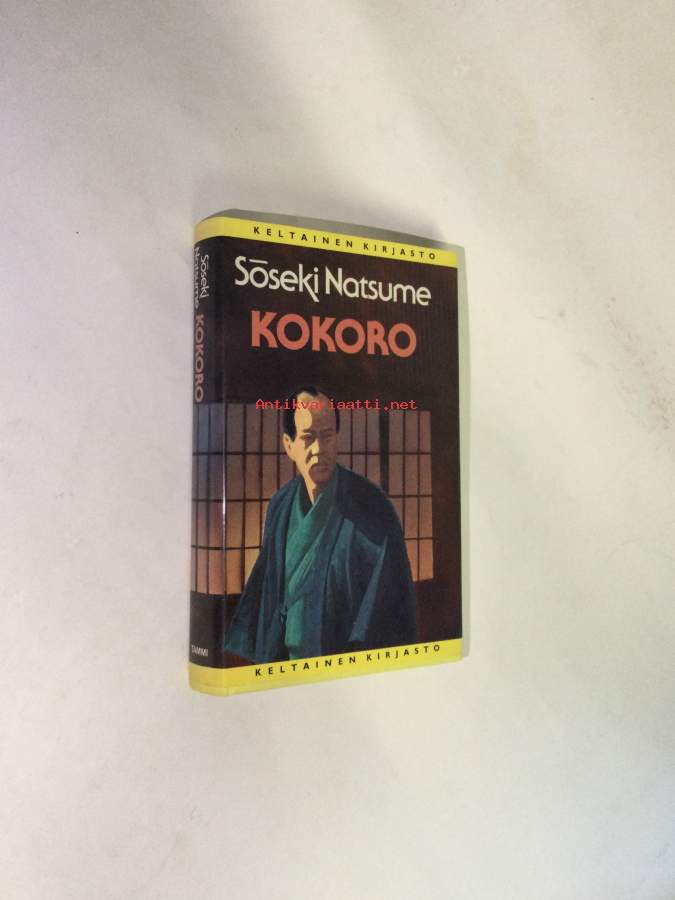 KELTAINEN KIRJASTO
Sōseki Natsume
KOKORO
Antikvariaatti.net
KELTAINEN KIRJASTO
Sōseki
Natsume
KOKORO
TAMMI